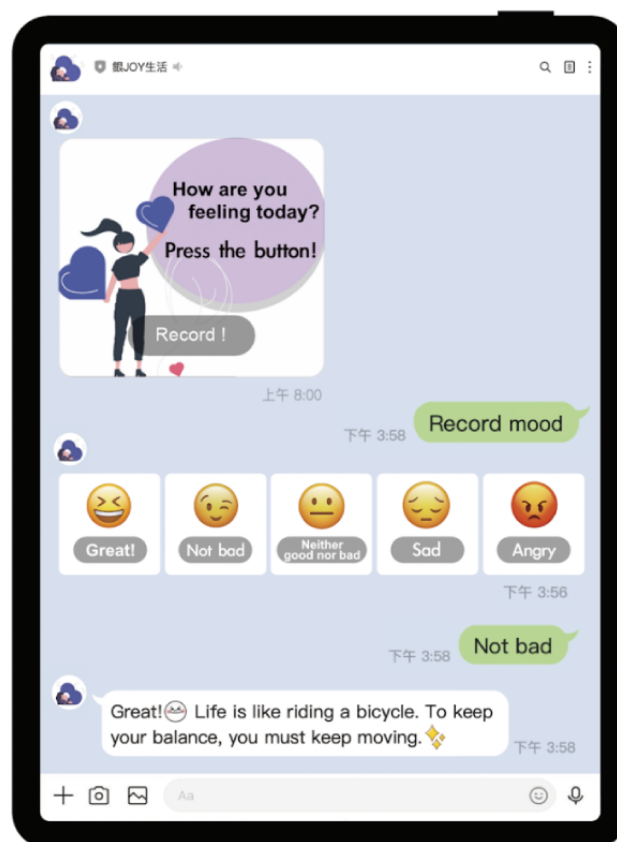 銀JOY生活
How are you
feeling today?
Press the button!
Record !
上午 8:00
Record mood
下午 3:58
Great!
Not bad
Neither
good nor bad
Sad
Angry
下午 3:56
Not bad
下午 3:58
Great! Life is like riding a bicycle. To keep
your balance, you must keep moving.
下午 3:58
Aa